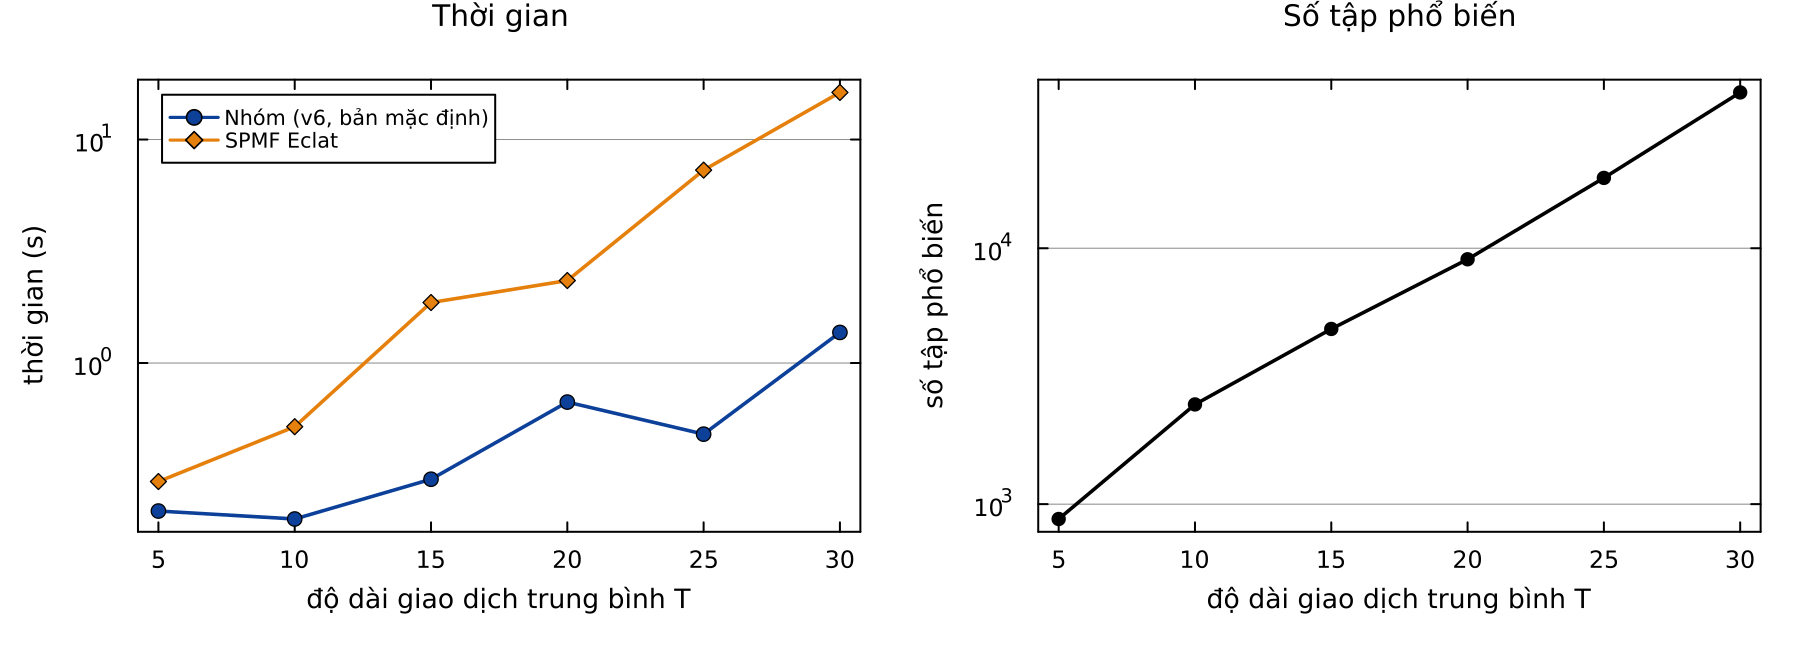 Thời gian
Nhóm (v6, bản mặc định)
SPMF Eclat
10^1
10^0
thời gian (s)
5 10 15 20 25 30
độ dài giao dịch trung bình T
Số tập phổ biến
10^4
10^3
số tập phổ biến
5 10 15 20 25 30
độ dài giao dịch trung bình T